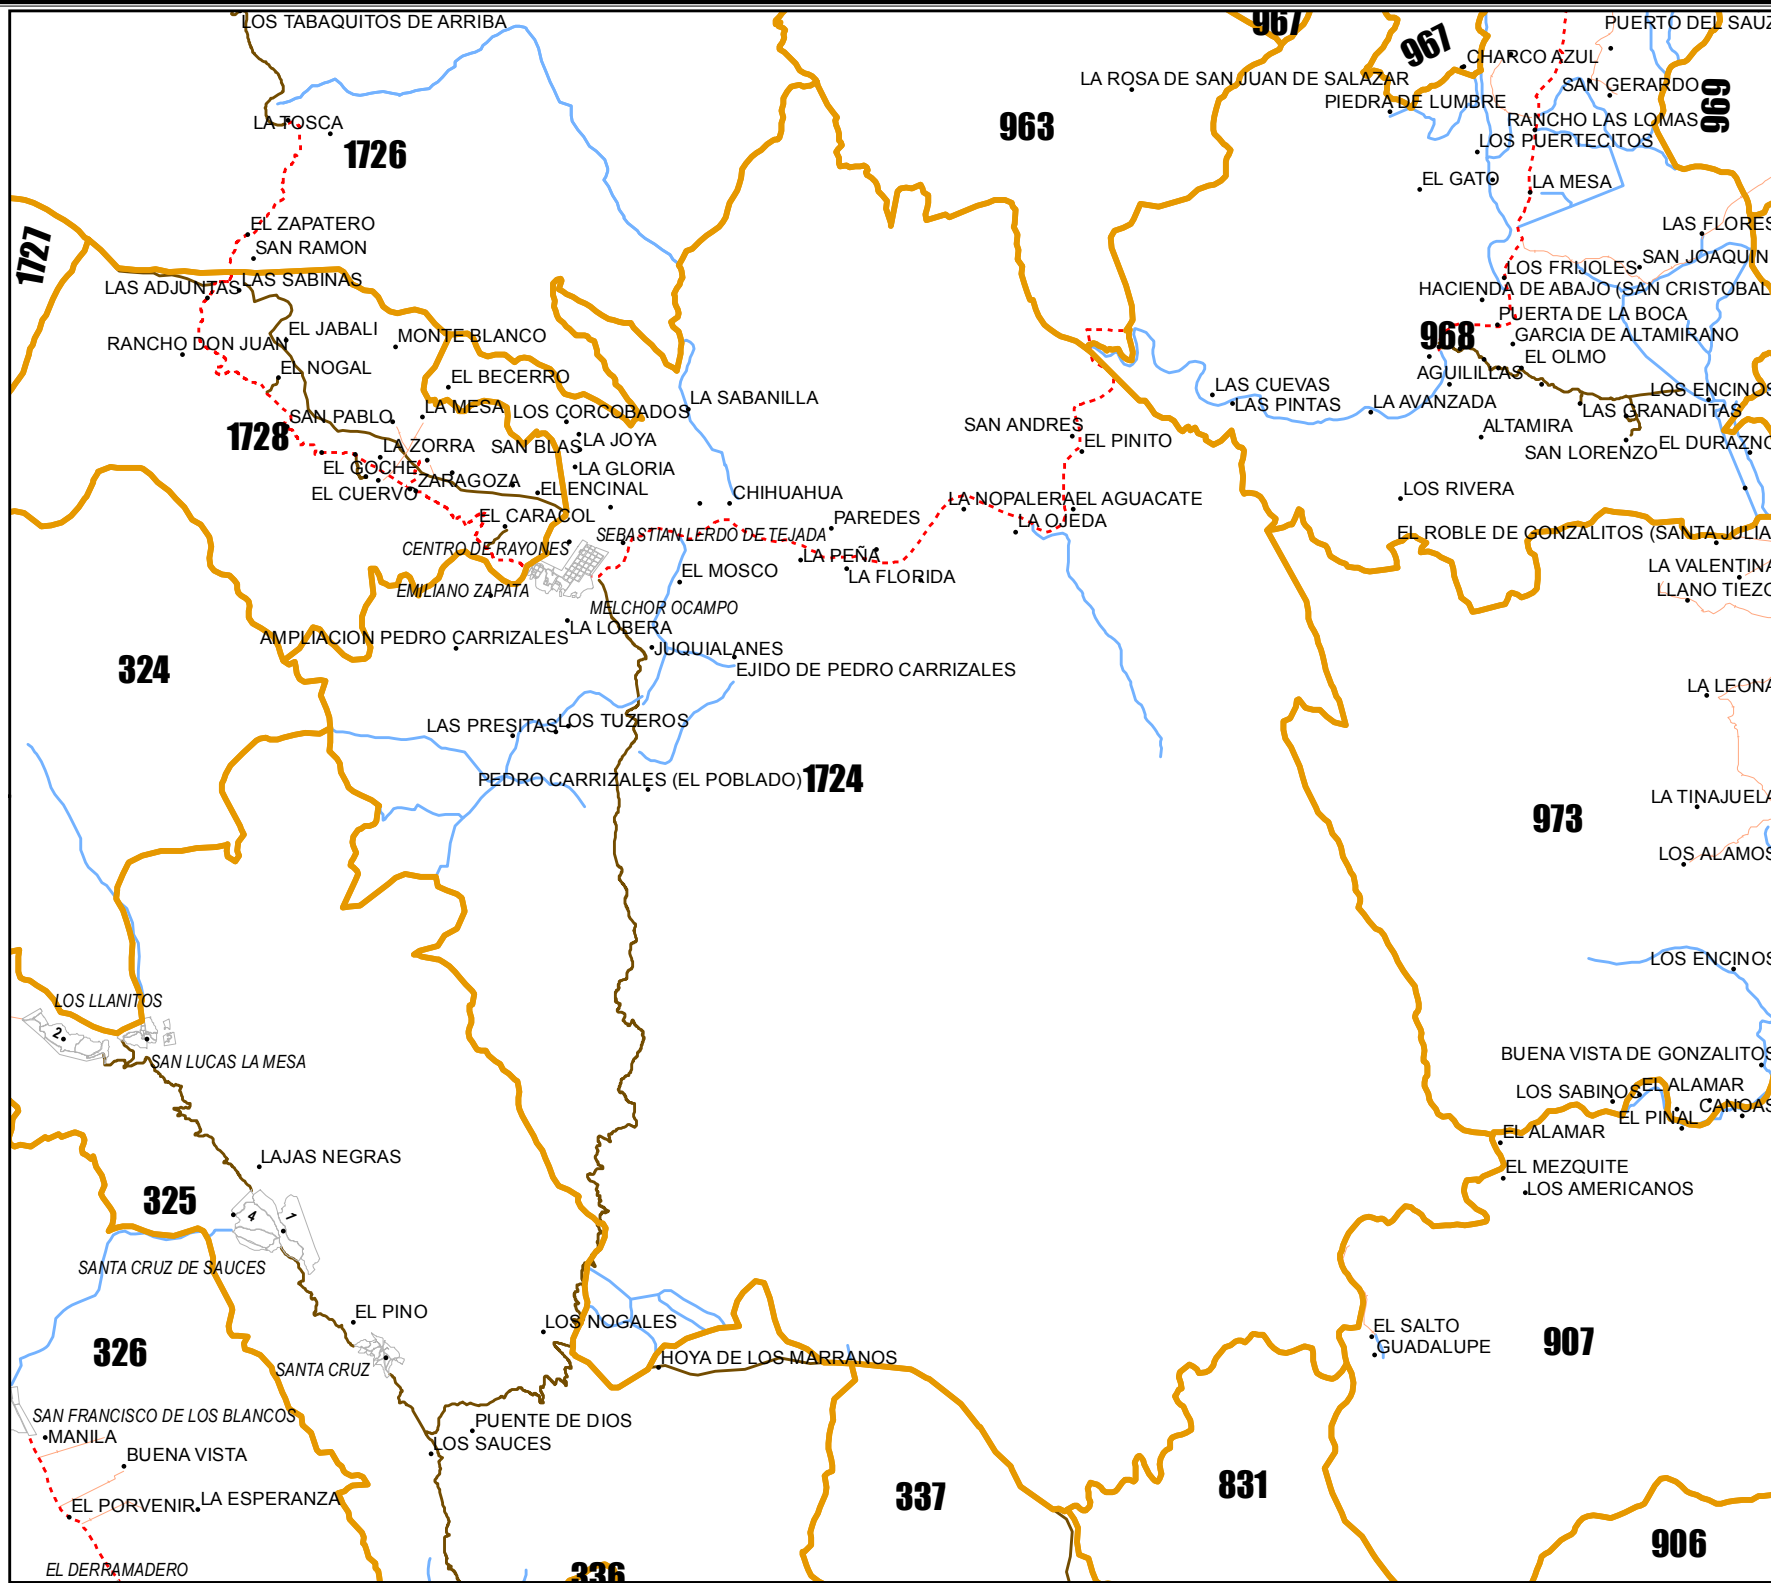 LOS TABAQUITOS DE ARRIBA
967
967
PUERTO DEL SAUZ
CHARCO AZUL
LA ROSA DE SAN JUAN DE SALAZAR
SAN GERARDO
969
PIEDRA DE LUMBRE
963
LA TOSCA
RANCHO LAS LOMAS
1726
LOS PUERTECITOS
EL GATO
LA MESA
EL ZAPATERO
LAS FLORES
SAN RAMON
1727
SAN JOAQUIN
LOS FRIJOLES
LAS ADJUNTAS
LAS SABINAS
HACIENDA DE ABAJO (SAN CRISTOBAL
PUERTA DE LA BOCA
EL JABALI
MONTE BLANCO
968
GARCIA DE ALTAMIRANO
RANCHO DON JUAN
EL OLMO
EL NOGAL
EL BECERRO
AGUILILLAS
LAS CUEVAS
LOS ENCINOS
LA SABANILLA
LAS PINTAS
LA AVANZADA
LA MESA
LOS CORCOBADOS
LAS GRANADITAS
SAN PABLO
SAN ANDRES
ALTAMIRA
1728
LA ZORRA
SAN BLAS
LA JOYA
EL PINITO
SAN LORENZO
EL DURAZNO
EL GOCHE
LA GLORIA
ZARAGOZA
EL CUERVO
EL ENCINAL
CHIHUAHUA
LA NOPALERA
EL AGUACATE
LOS RIVERA
EL CARACOL
PAREDES
LA OJEDA
SEBASTIAN LERDO DE TEJADA
EL ROBLE DE GONZALITOS (SANTA JULIA
CENTRO DE RAYONES
LA PEÑA
EL MOSCO
LA FLORIDA
LA VALENTINA
EMILIANO ZAPATA
LLANO TIEZO
MELCHOR OCAMPO
LA LOBERA
AMPLIACION PEDRO CARRIZALES
JUQUIALANES
324
EJIDO DE PEDRO CARRIZALES
LA LEONA
LAS PRESITAS
LOS TUZEROS
PEDRO CARRIZALES (EL POBLADO)
1724
LA TINAJUELA
973
LOS ALAMOS
LOS ENCINOS
LOS LLANITOS
2
SAN LUCAS LA MESA
BUENA VISTA DE GONZALITOS
LOS SABINOS
EL ALAMAR
CANOAS
EL PINAL
EL ALAMAR
LAJAS NEGRAS
EL MEZQUITE
LOS AMERICANOS
325
4
1
SANTA CRUZ DE SAUCES
EL PINO
LOS NOGALES
EL SALTO
326
907
GUADALUPE
HOYA DE LOS MARRANOS
SANTA CRUZ
SAN FRANCISCO DE LOS BLANCOS
PUENTE DE DIOS
MANILA
LOS SAUCES
BUENA VISTA
831
337
LA ESPERANZA
EL PORVENIR
906
EL DERRAMADERO
336